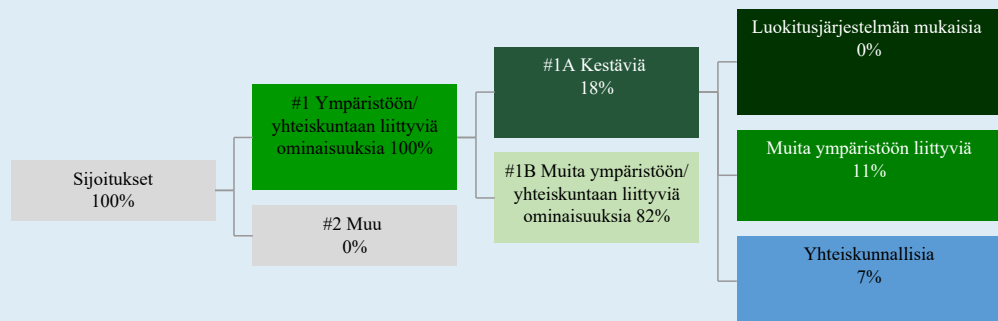 Sijoitukset
100%
#1 Ympäristöön/
yhteiskuntaan liittyviä
ominaisuuksia 100%
#2 Muu
0%
#1A Kestäviä
18%
#1B Muita ympäristöön/
yhteiskuntaan liittyviä
ominaisuuksia 82%
Luokitusjärjestelmän mukaisia
0%
Muita ympäristöön liittyviä
11%
Yhteiskunnallisia
7%